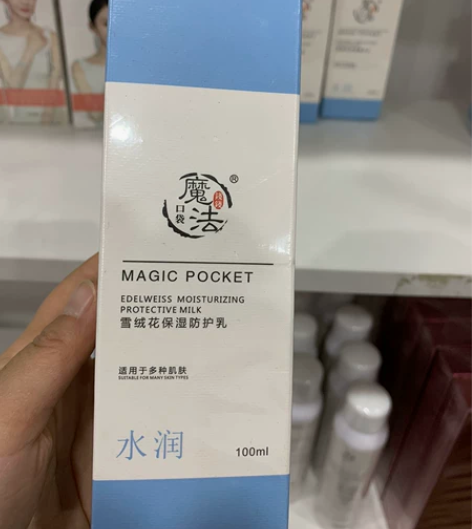 魔法®
口袋
MAGIC POCKET
EDELWEISS MOISTURIZING
PROTECTIVE MILK
雪绒花保湿防护乳
适用于多种肌肤
SUITABLE FOR MANY SKIN TYPES
水润
100ml